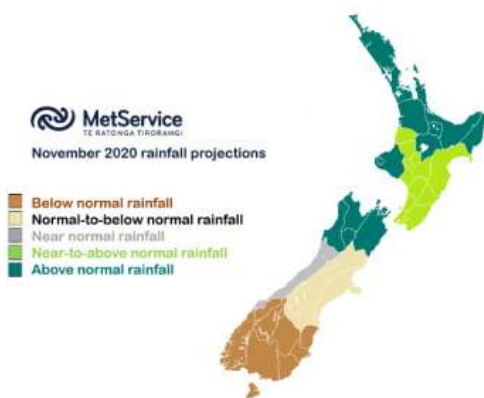 MetService
TE RATONGA TIRORANGI
November 2020 rainfall projections
Below normal rainfall
Normal-to-below normal rainfall
Near normal rainfall
Near-to-above normal rainfall
Above normal rainfall